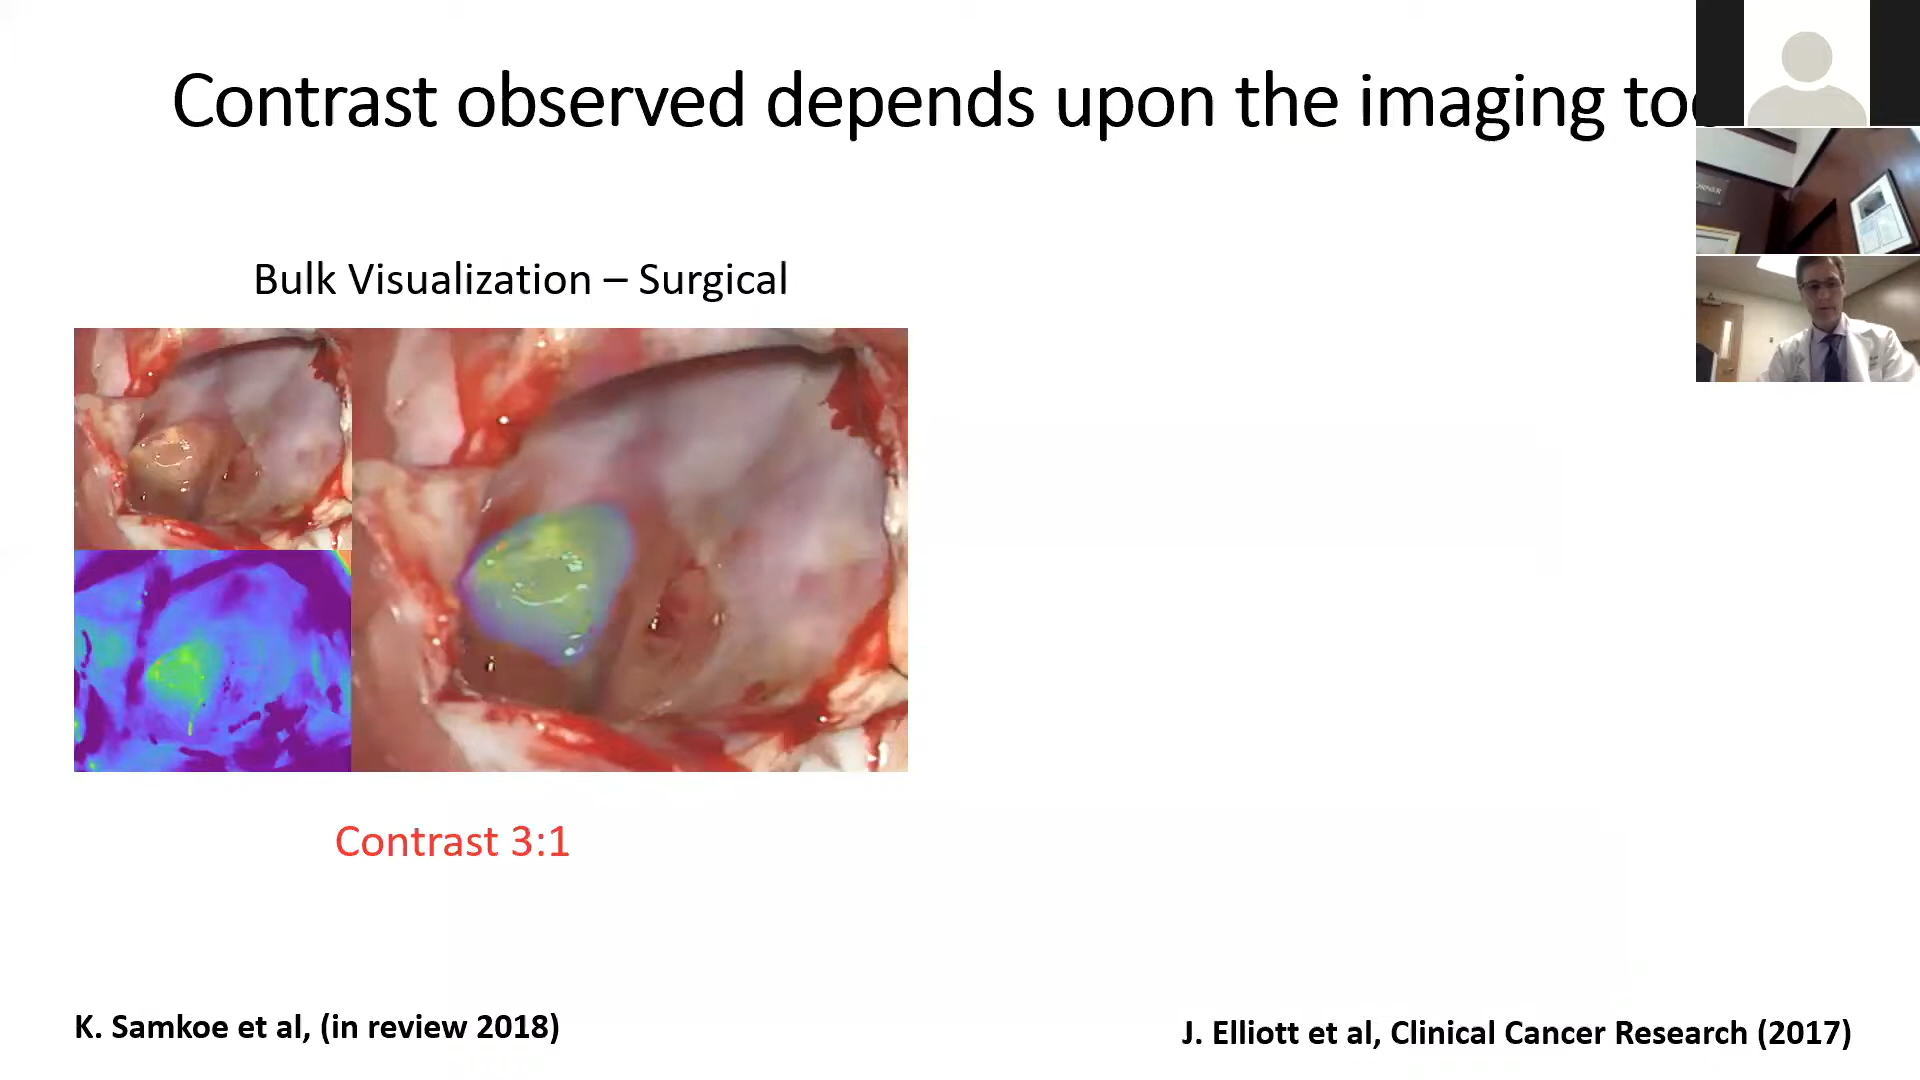 Contrast observed depends upon the imaging
Bulk Visualization – Surgical
Contrast 3:1
K. Samkoe et al, (in review 2018)
J. Elliott et al, Clinical Cancer Research (2017)